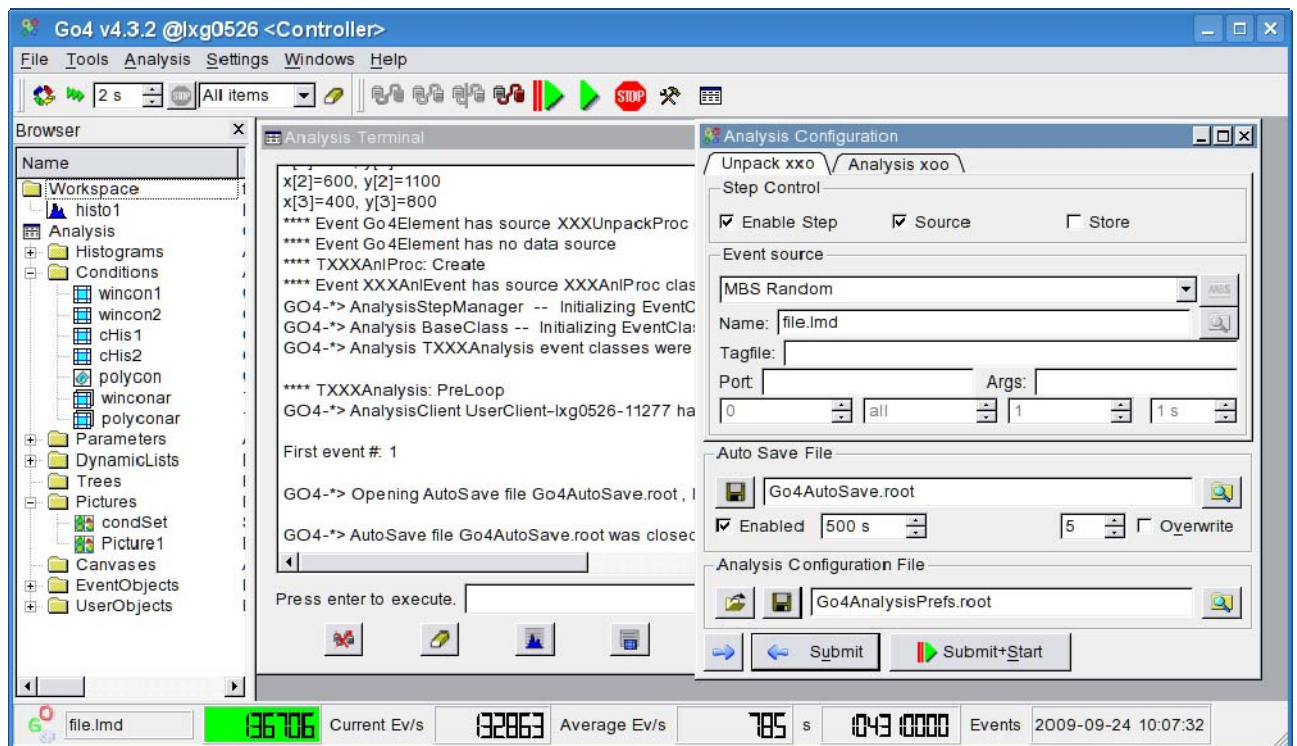 Go4 v4.3.2 @lxg0526 <Controller>
File Tools Analysis Settings Windows Help
2 s All items
Browser
Name
Workspace
histo1
Analysis
Histograms
Conditions
wincon1
wincon2
cHis1
cHis2
polycon
winconar
polyconar
Parameters
DynamicLists
Trees
Pictures
condSet
Picture1
Canvases
EventObjects
UserObjects
Analysis Terminal
x[2]=600, y[2]=1100
x[3]=400, y[3]=800
**** Event Go4Element has source XXXUnpackProc
**** Event Go4Element has no data source
**** TXXXAnlProc: Create
**** Event XXXAnlEvent has source XXXAnlProc clas
GO4-*> AnalysisStepManager -- Initializing EventC
GO4-*> Analysis BaseClass -- Initializing EventClas
GO4-*> Analysis TXXXAnalysis event classes were
**** TXXXAnalysis: PreLoop
GO4-*> AnalysisClient UserClient-lxg0526-11277 ha
First event #: 1
GO4-*> Opening AutoSave file Go4AutoSave.root ,
GO4-*> AutoSave file Go4AutoSave.root was closed
Press enter to execute.
Analysis Configuration
Unpack xxo Analysis xoo
Step Control
Enable Step Source Store
Event source
MBS Random MBS
Name: file.lmd
Tagfile:
Port: Args:
0 all 1 1 s
Auto Save File
Go4AutoSave.root
Enabled 500 s 5 Overwrite
Analysis Configuration File
Go4AnalysisPrefs.root
Submit Submit+Start
file.lmd 136706 Current Ev/s 132863 Average Ev/s 785 s 104310000 Events 2009-09-24 10:07:32